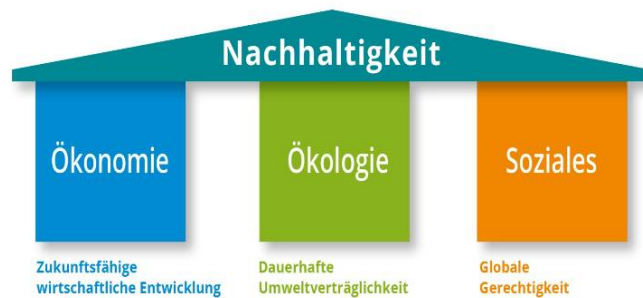 Nachhaltigkeit
Ökonomie
Ökologie
Soziales
Zukunftsfähige
wirtschaftliche Entwicklung
Dauerhafte
Umweltverträglichkeit
Globale
Gerechtigkeit